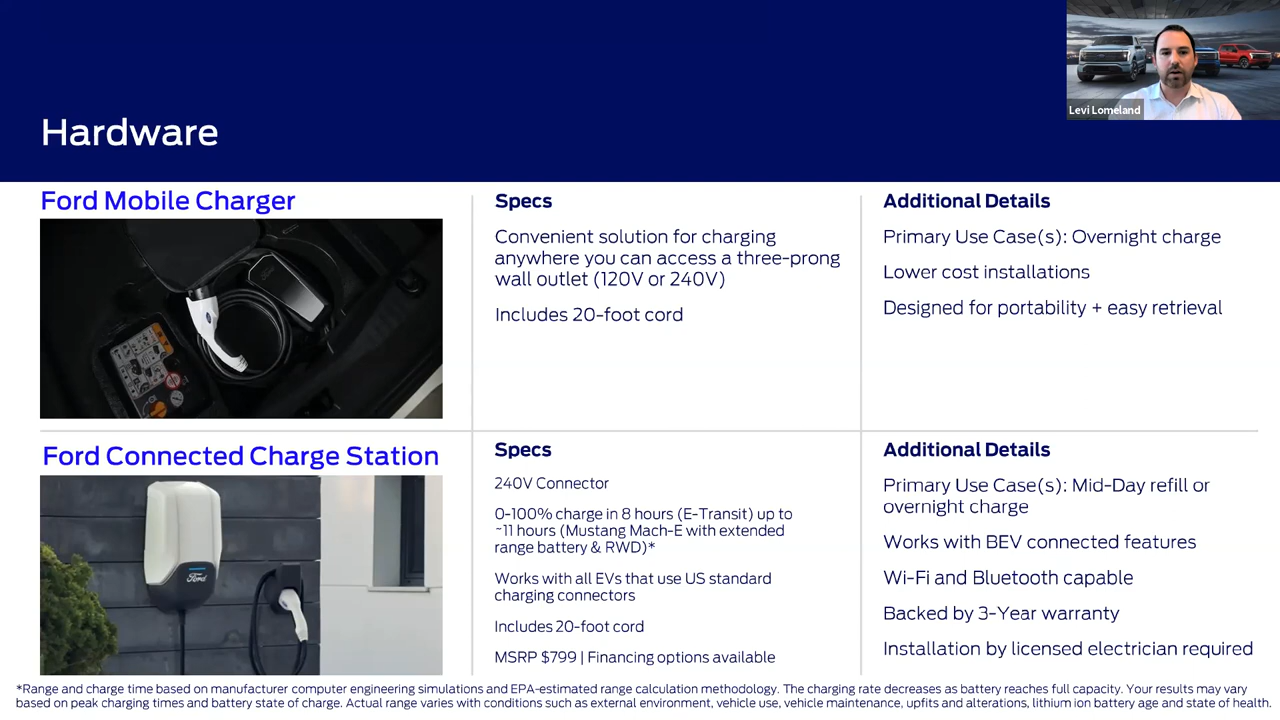 Levi Lomeland
Hardware
Ford Mobile Charger
Specs
Convenient solution for charging
anywhere you can access a three-prong
wall outlet (120V or 240V)
Includes 20-foot cord
Additional Details
Primary Use Case(s): Overnight charge
Lower cost installations
Designed for portability + easy retrieval
Ford Connected Charge Station
Ford
Specs
240V Connector
0-100% charge in 8 hours (E-Transit) up to
~11 hours (Mustang Mach-E with extended
range battery & RWD)*
Works with all EVs that use US standard
charging connectors
Includes 20-foot cord
MSRP $799 | Financing options available
Additional Details
Primary Use Case(s): Mid-Day refill or
overnight charge
Works with BEV connected features
Wi-Fi and Bluetooth capable
Backed by 3-Year warranty
Installation by licensed electrician required
*Range and charge time based on manufacturer computer engineering simulations and EPA-estimated range calculation methodology. The charging rate decreases as battery reaches full capacity. Your results may vary
based on peak charging times and battery state of charge. Actual range varies with conditions such as external environment, vehicle use, vehicle maintenance, upfits and alterations, lithium ion battery age and state of health.